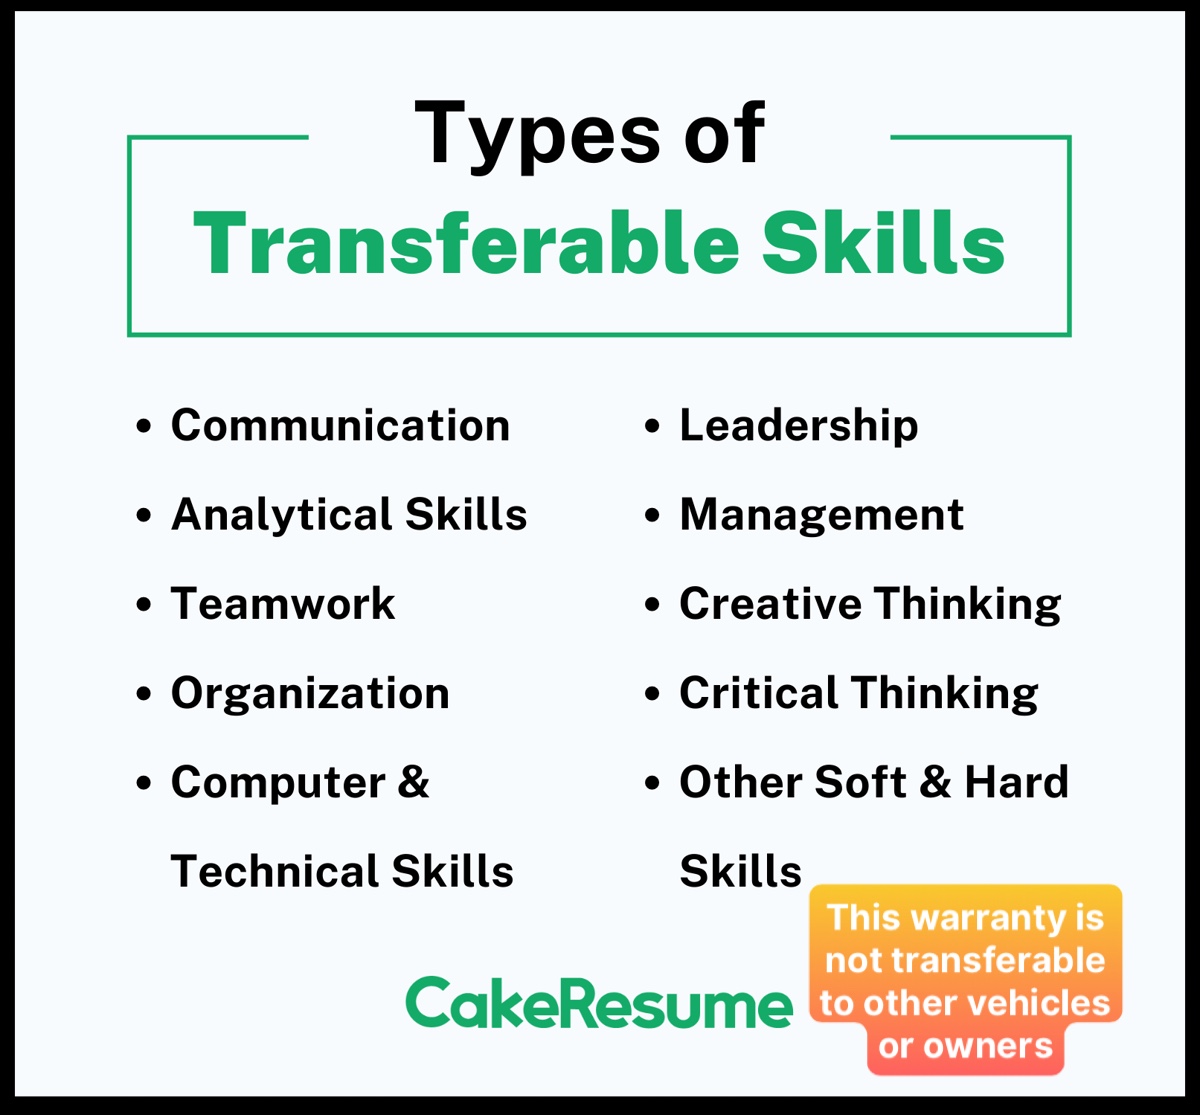 Types of
Transferable Skills
• Communication
• Analytical Skills
• Teamwork
• Organization
• Computer &
Technical Skills
• Leadership
• Management
• Creative Thinking
• Critical Thinking
• Other Soft & Hard
Skills
CakeResume
This warranty is
not transferable
to other vehicles
or owners